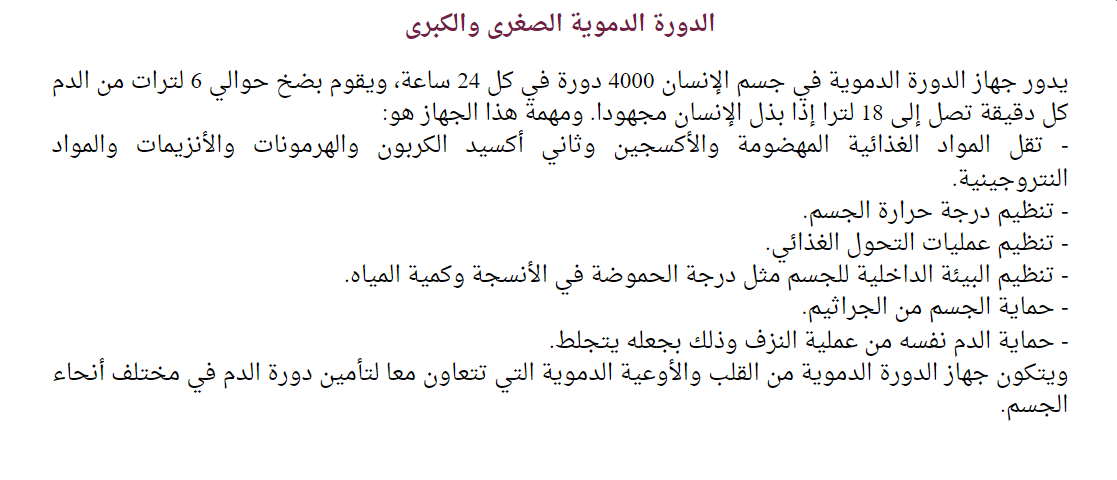 الدورة الدموية الصغرى والكبرى
يدور جهاز الدورة الدموية في جسم الإنسان 4000 دورة في كل 24 ساعة، ويقوم بضخ حوالي 6 لترات من الدم
كل دقيقة تصل إلى 18 لترا إذا بذل الإنسان مجهودا. ومهمة هذا الجهاز هو:
- تقل المواد الغذائية المهضومة والأكسجين وثاني أكسيد الكربون والهرمونات والأنزيمات والمواد
النتروجينية.
- تنظيم درجة حرارة الجسم.
- تنظيم عمليات التحول الغذائي.
- تنظيم البيئة الداخلية للجسم مثل درجة الحموضة في الأنسجة وكمية المياه.
- حماية الجسم من الجراثيم.
- حماية الدم نفسه من عملية النزف وذلك بجعله يتجلط.
ويتكون جهاز الدورة الدموية من القلب والأوعية الدموية التي تتعاون معا لتأمين دورة الدم في مختلف أنحاء
الجسم.